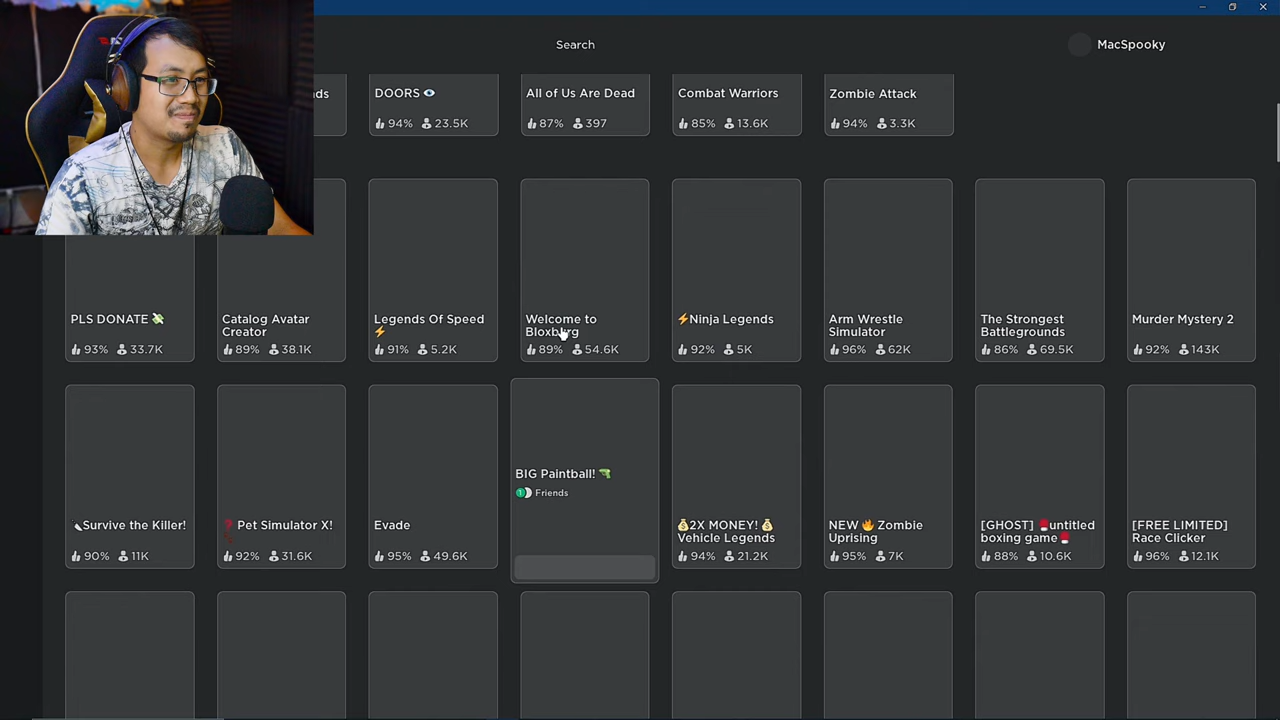 Search
MacSpooky
ds
DOORS 👁
All of Us Are Dead
Combat Warriors
Zombie Attack
94% 23.5K
87% 397
85% 13.6K
94% 3.3K
PLS DONATE 💸
Catalog Avatar
Creator
Legends Of Speed
⚡
Welcome to
Bloxburg
⚡Ninja Legends
Arm Wrestle
Simulator
The Strongest
Battlegrounds
Murder Mystery 2
93% 33.7K
89% 38.1K
91% 5.2K
89% 54.6K
92% 5K
96% 62K
86% 69.5K
92% 143K
🔪Survive the Killer!
❓ Pet Simulator X!
Evade
BIG Paintball! 🔫
1 Friends
💰2X MONEY! 💰
Vehicle Legends
NEW 🔥 Zombie
Uprising
[GHOST] 🥊untitled
boxing game🥊
[FREE LIMITED]
Race Clicker
90% 11K
92% 31.6K
95% 49.6K
94% 21.2K
95% 7K
88% 10.6K
96% 12.1K